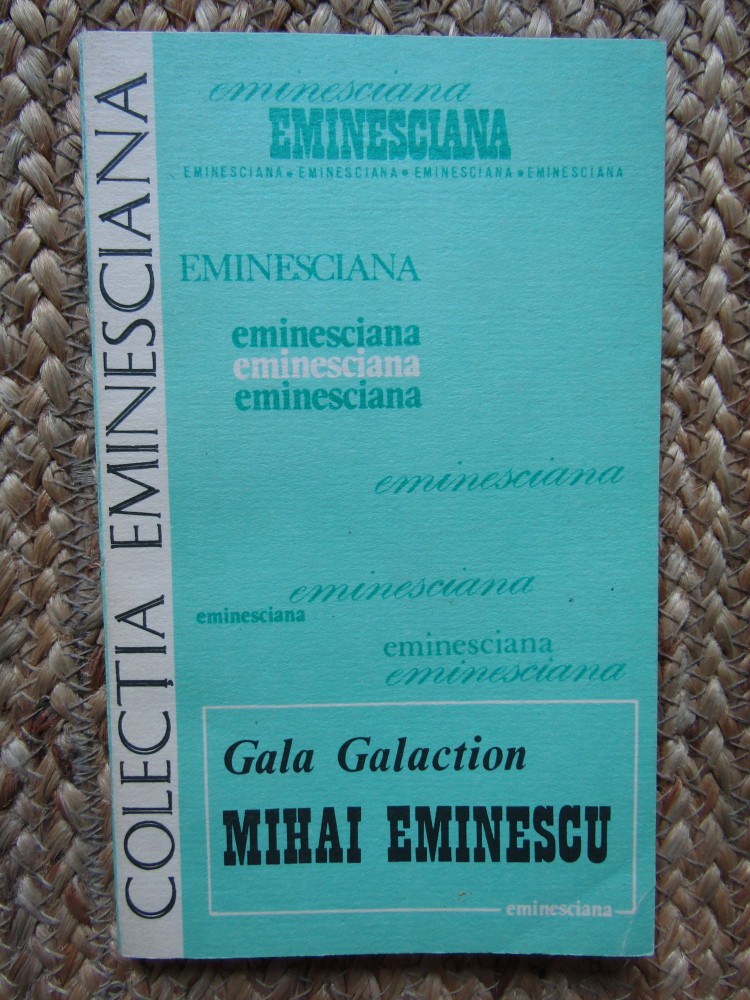 COLECȚIA EMINESCIANA
eminesciana
EMINESCIANA
EMINESCIANA • EMINESCIANA • EMINESCIANA • EMINESCIANA
EMINESCIANA
eminesciana
eminesciana
eminesciana
eminesciana
eminesciana
eminesciana
eminesciana
eminesciana
Gala Galaction
MIHAI EMINESCU
eminesciana